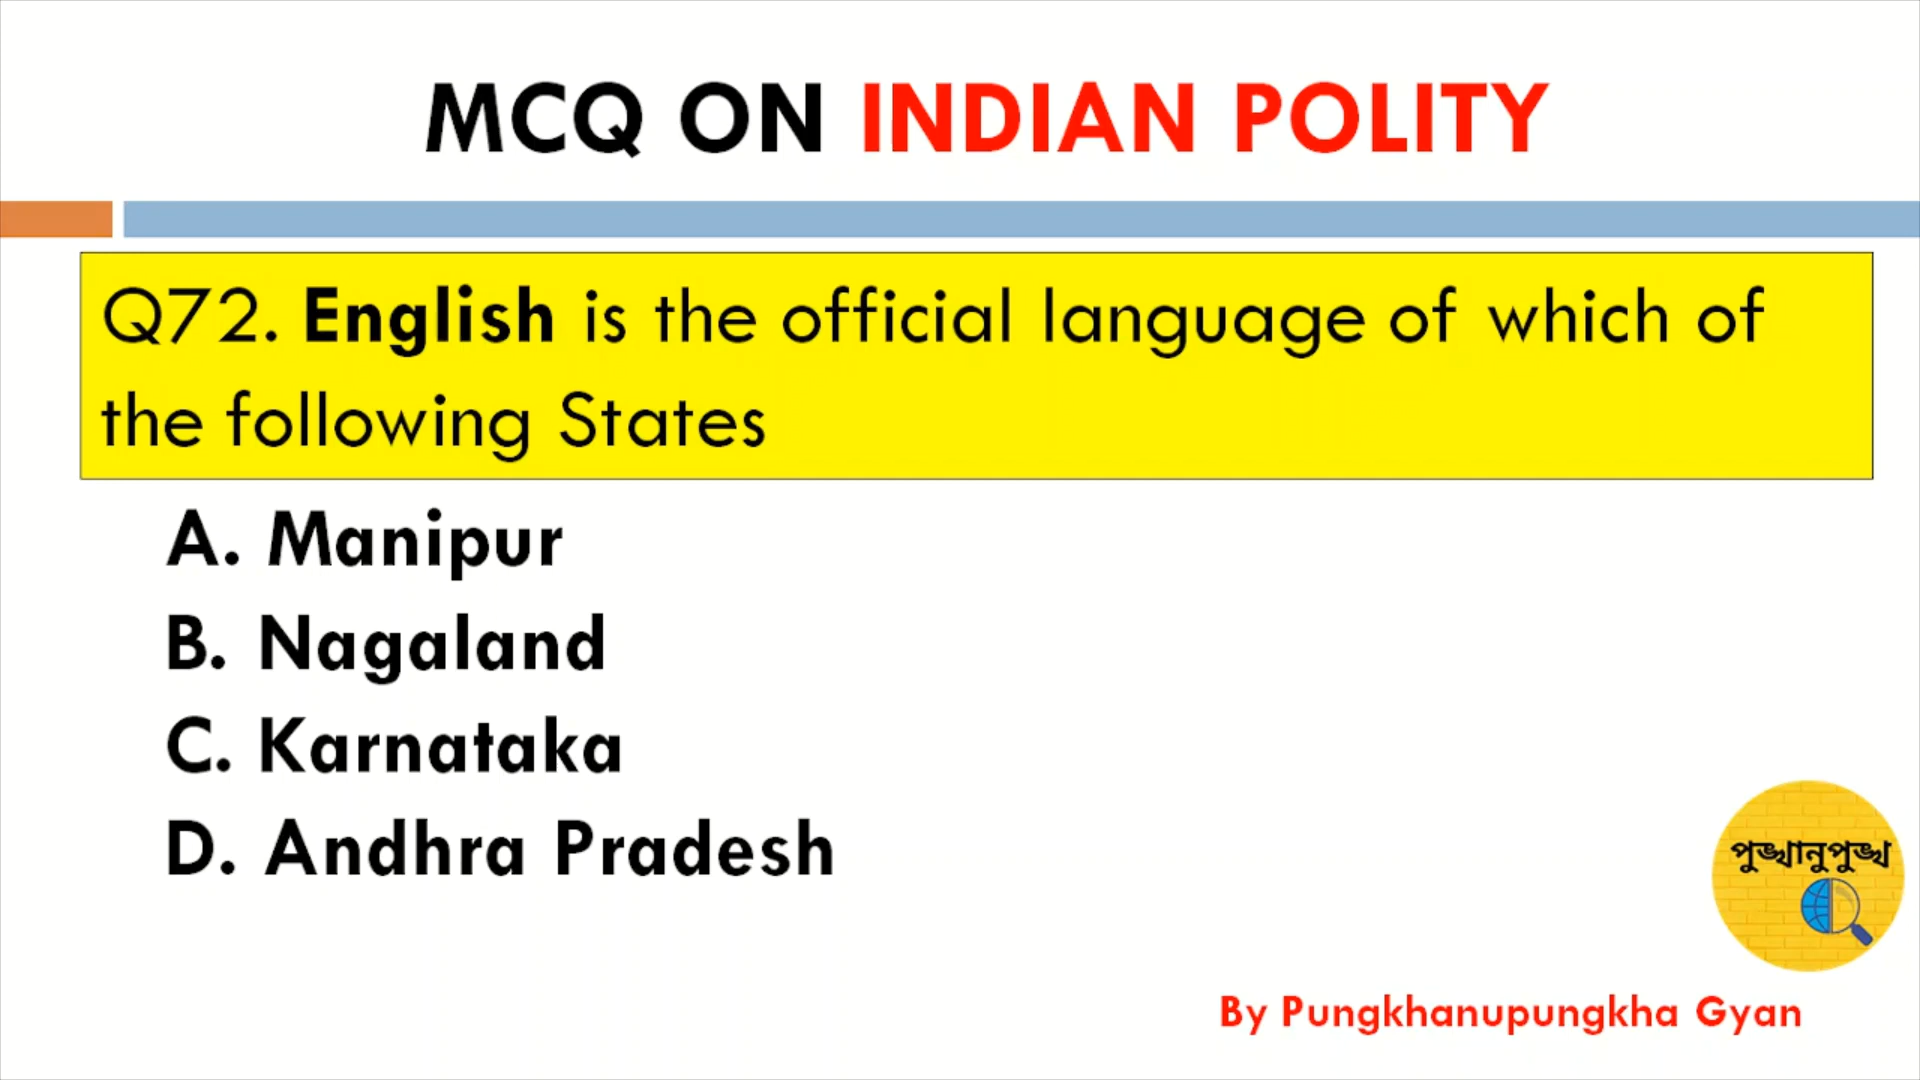 MCQ ON INDIAN POLITY
Q72. English is the official language of which of
the following States
A. Manipur
B. Nagaland
C. Karnataka
D. Andhra Pradesh
পুঙ্খানুপুঙ্খ
By Pungkhanupungkha Gyan